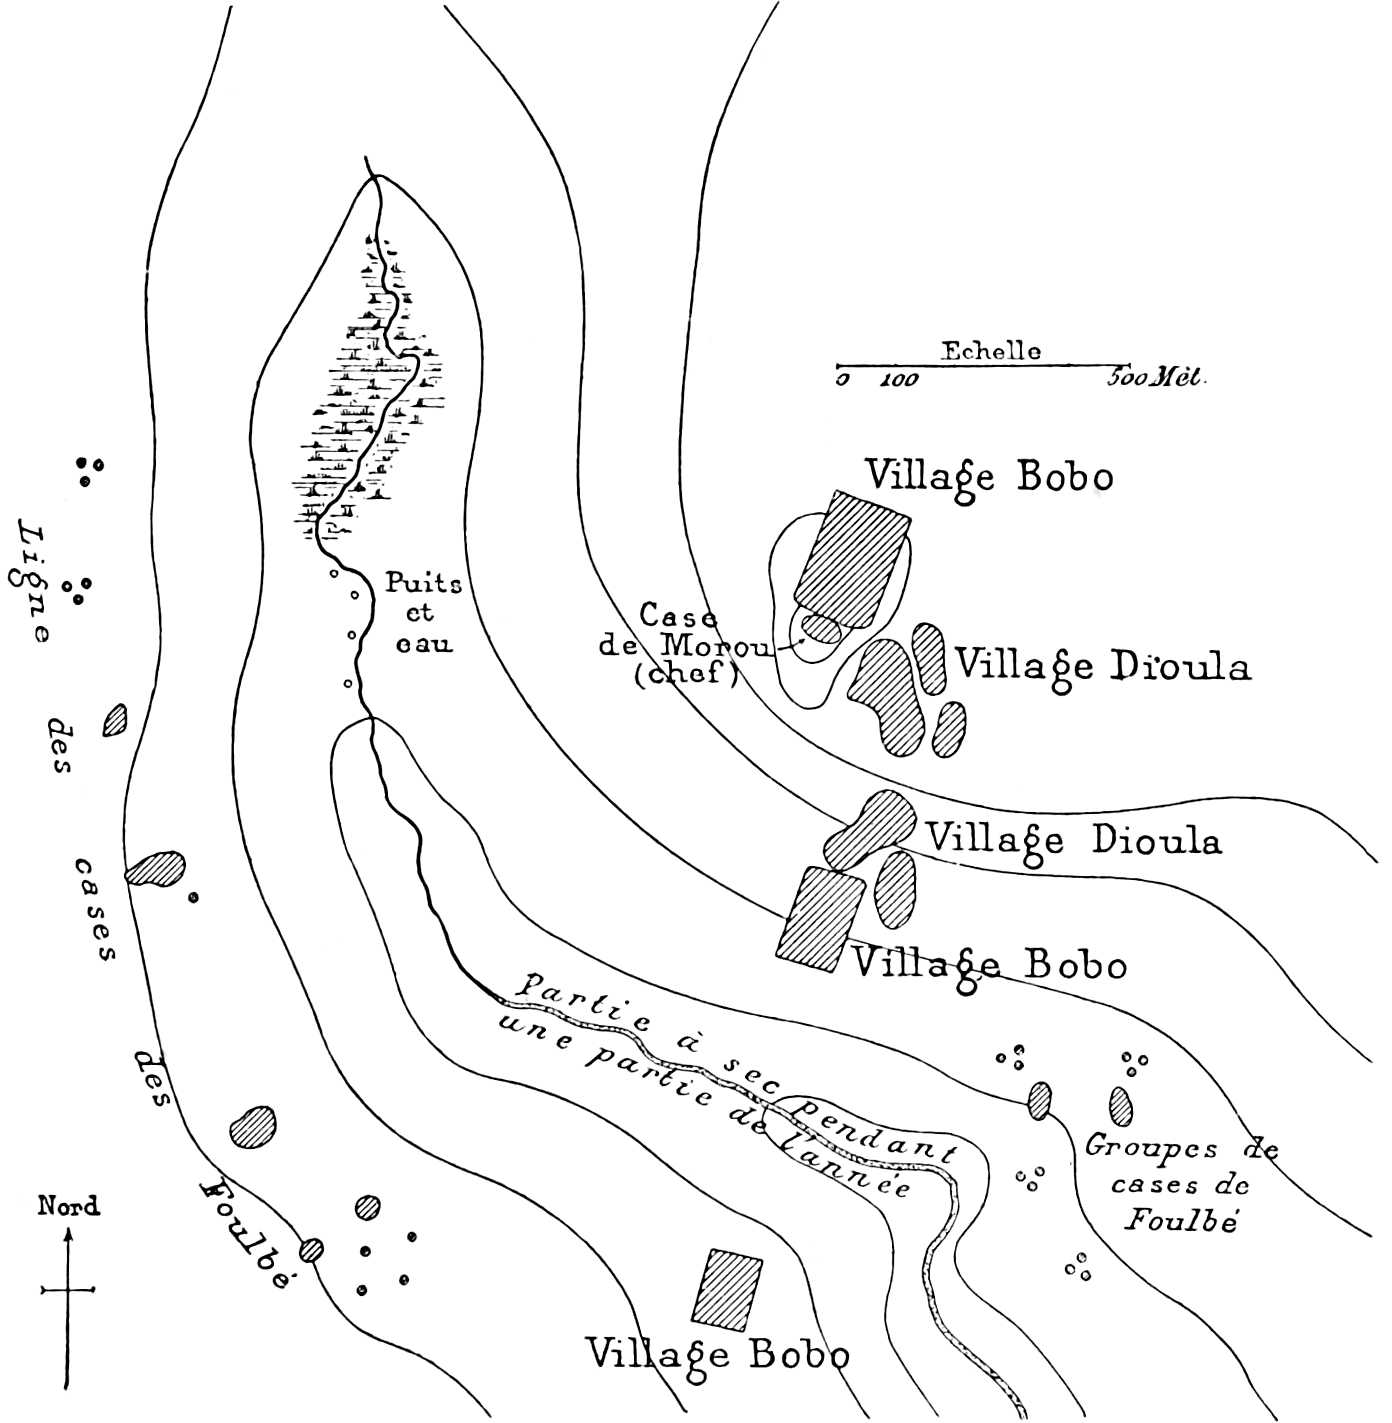 Echelle
0 100 500 Mèt.
Village Bobo
Case
de Morou
(chef)
Village Dioula
Puits
et
eau
Ligne des cases des Foulbé
Village Dioula
Village Bobo
Partie à sec pendant
une partie de l'année
Groupes de
cases de
Foulbé
Nord
Village Bobo